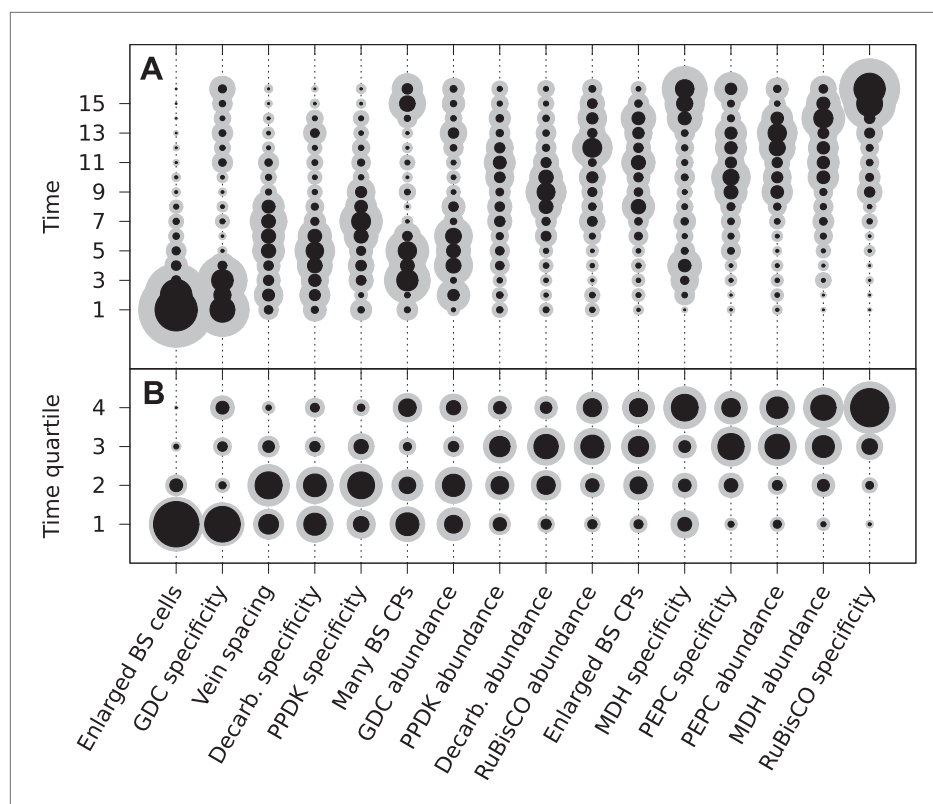 A
Time
15
13
11
9
7
5
3
1
B
Time quartile
4
3
2
1
Enlarged BS cells
GDC specificity
Vein spacing
Decarb. specificity
PPDK specificity
Many BS CPs
GDC abundance
PPDK abundance
Decarb. abundance
RuBisCO abundance
Enlarged BS CPs
MDH specificity
PEPC specificity
PEPC abundance
MDH abundance
RuBisCO specificity